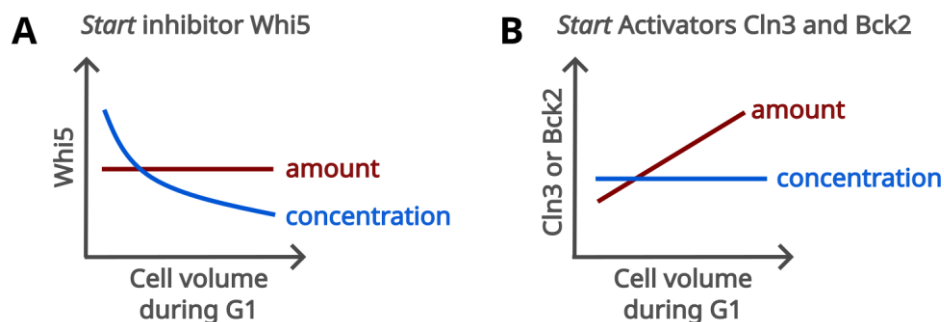 A
Start inhibitor Whi5
Whi5
amount
concentration
Cell volume
during G1
B
Start Activators Cln3 and Bck2
Cln3 or Bck2
amount
concentration
Cell volume
during G1